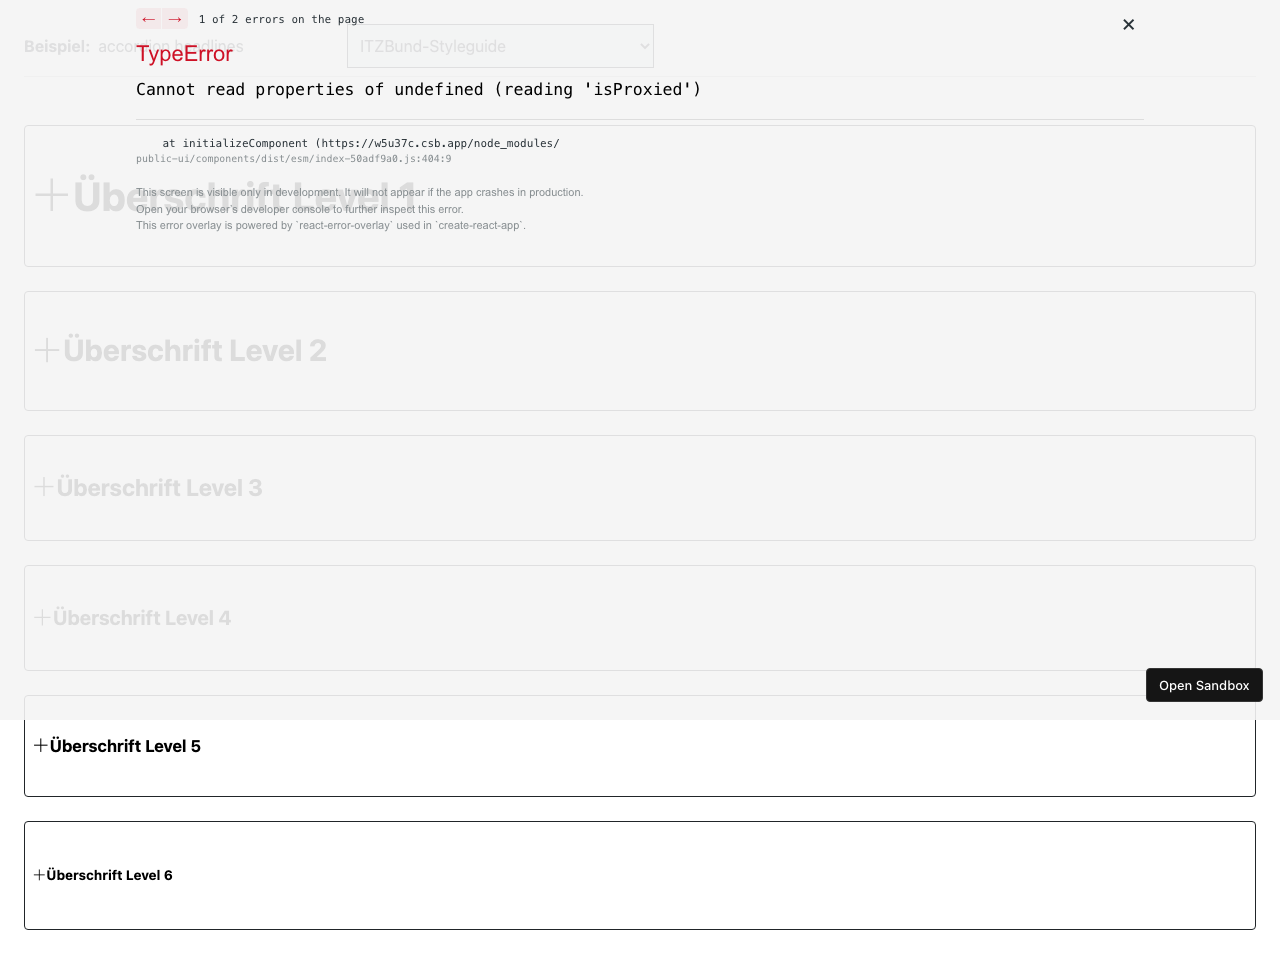 ← → 1 of 2 errors on the page
×
Beispiel: accordion headlines
ITZBund-Styleguide
TypeError
Cannot read properties of undefined (reading 'isProxied')
at initializeComponent (https://w5u37c.csb.app/node_modules/
public-ui/components/dist/esm/index-50adf9a0.js:404:9
Überschrift Level 1
This screen is visible only in development. It will not appear if the app crashes in production.
Open your browser's developer console to further inspect this error.
This error overlay is powered by `react-error-overlay` used in `create-react-app`.
Überschrift Level 2
Überschrift Level 3
Überschrift Level 4
Open Sandbox
Überschrift Level 5
Überschrift Level 6